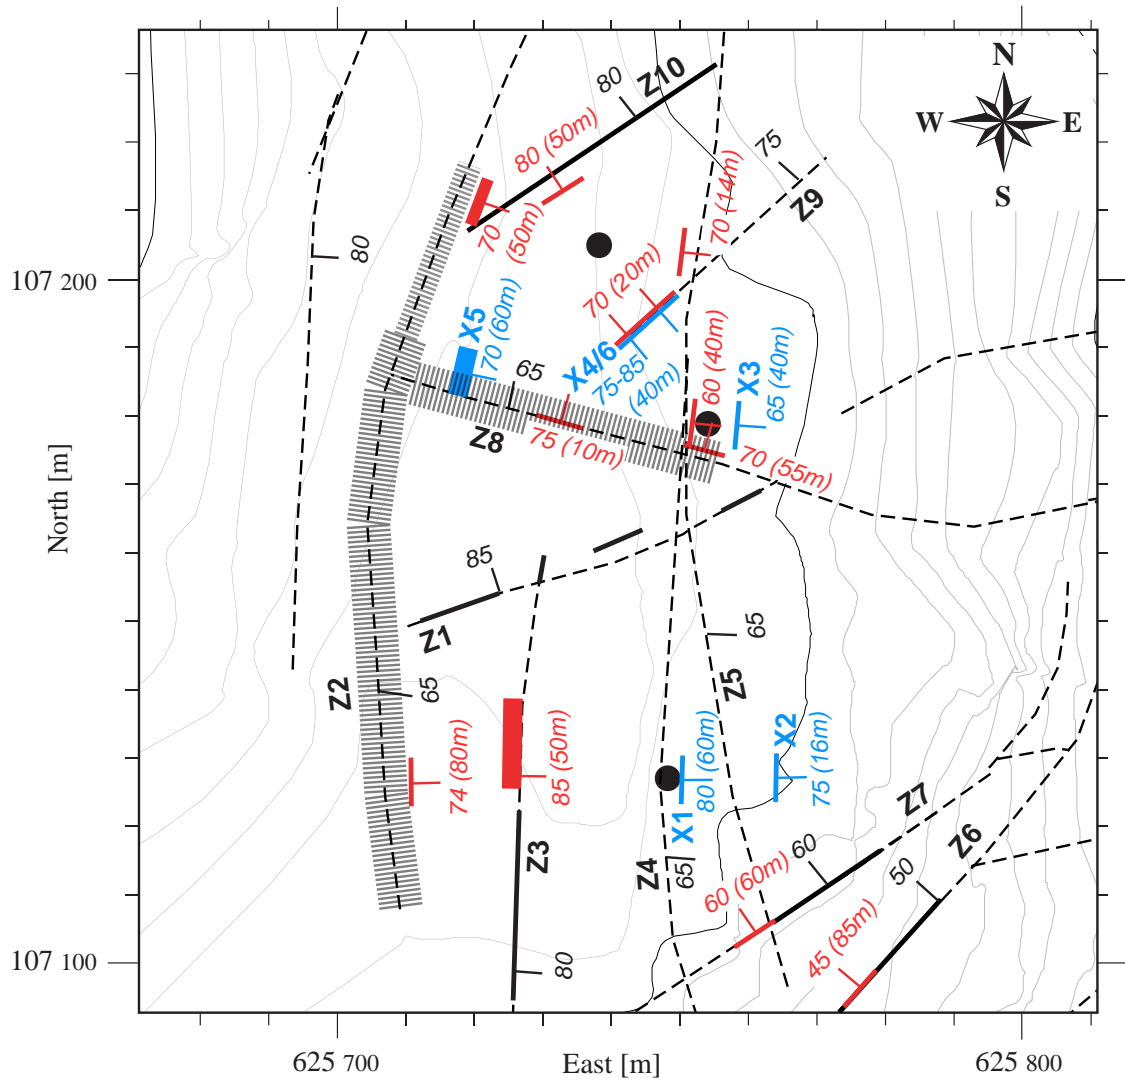 N
W E
S
80
Z10
80 (50m)
75
Z9
70 (14m)
70
(50m)
80
107 200
70 (20m)
X5
70 (60m)
X4/6
75-85
(40m)
60 (40m)
X3
65 (40m)
65
Z8
75 (10m)
70 (55m)
North [m]
85
Z1
65
Z5
Z2
65
74 (80m)
85 (50m)
80 (60m)
X1
X2
75 (16m)
Z7
Z6
60
50
Z3
Z4
65
60 (60m)
45 (85m)
80
107 100
625 700
East [m]
625 800